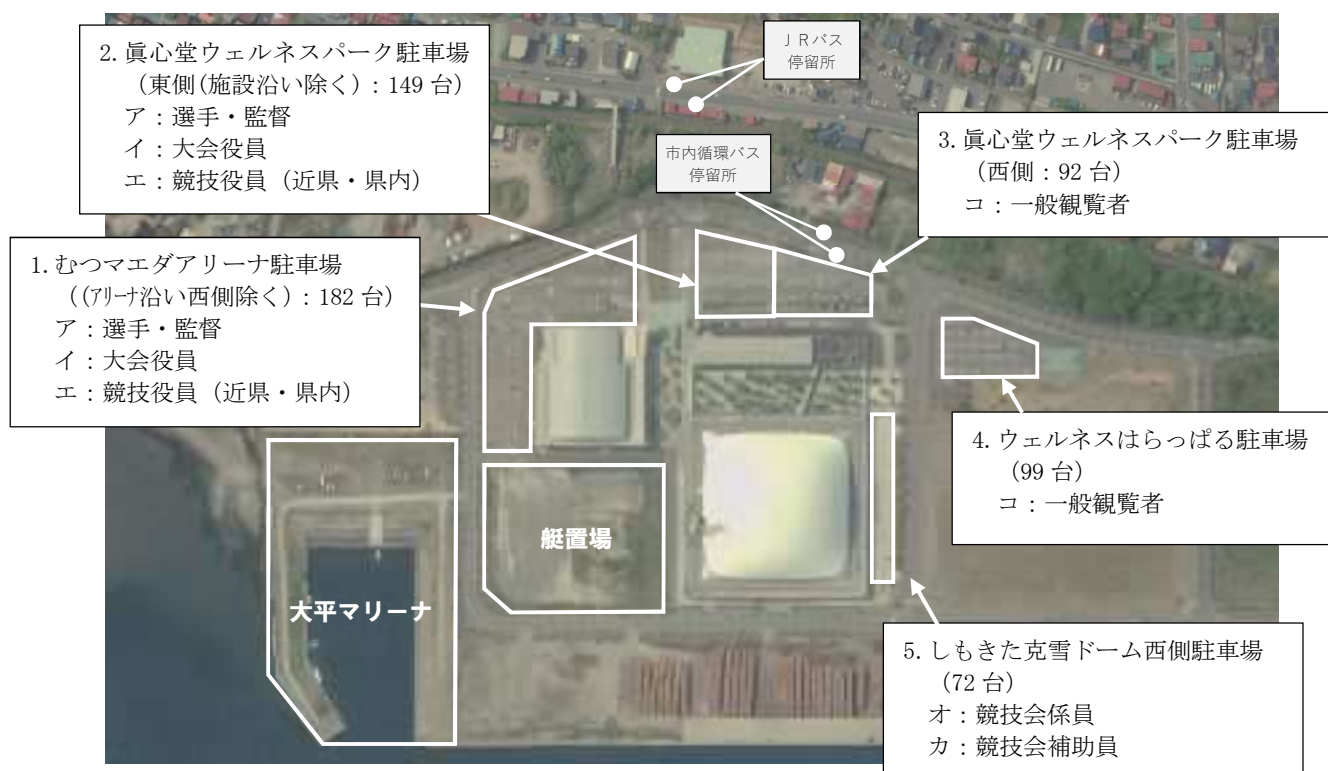 2. 眞心堂ウェルネスパーク駐車場
（東側(施設沿い除く）: 149 台）
ア：選手・監督
イ：大会役員
エ：競技役員（近県・県内）
ＪＲバス
停留所
市内循環バス
停留所
3. 眞心堂ウェルネスパーク駐車場
（西側：92 台）
コ：一般観覧者
1. むつマエダアリーナ駐車場
（(ｱﾘｰﾅ沿い西側除く）: 182 台）
ア：選手・監督
イ：大会役員
エ：競技役員（近県・県内）
4. ウェルネスはらっぱる駐車場
（99 台）
コ：一般観覧者
艇置場
大平マリーナ
5. しもきた克雪ドーム西側駐車場
（72 台）
オ：競技会係員
カ：競技会補助員